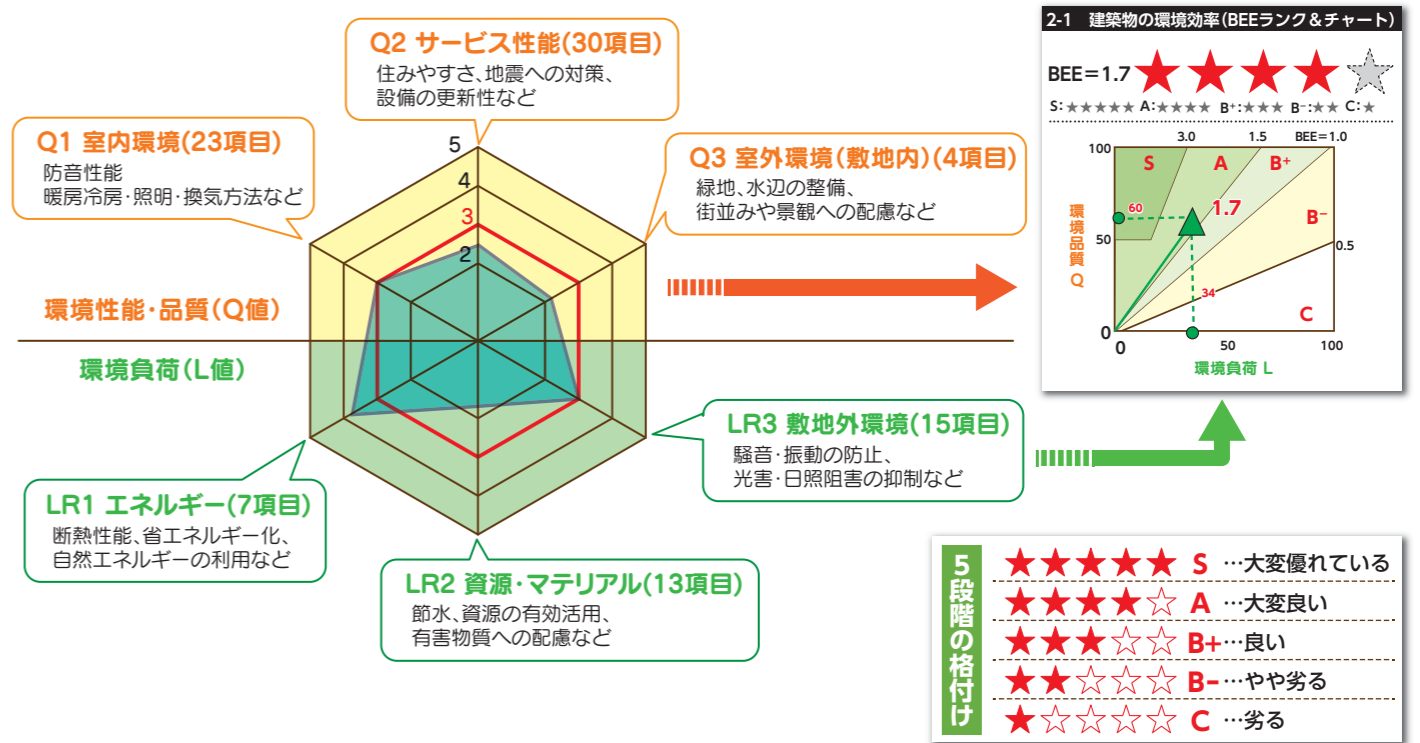 Q2 サービス性能(30項目)
住みやすさ、地震への対策、
設備の更新性など
Q1 室内環境(23項目)
防音性能
暖房冷房・照明・換気方法など
Q3 室外環境(敷地内)(4項目)
緑地、水辺の整備、
街並みや景観への配慮など
5
4
3
2
環境性能・品質(Q値)
環境負荷(L値)
LR1 エネルギー(7項目)
断熱性能、省エネルギー化、
自然エネルギーの利用など
LR2 資源・マテリアル(13項目)
節水、資源の有効活用、
有害物質への配慮など
LR3 敷地外環境(15項目)
騒音・振動の防止、
光害・日照阻害の抑制など
2-1 建築物の環境効率(BEEランク&チャート)
BEE=1.7 ★★★★☆
S:★★★★★ A:★★★★ B+:★★★ B-:★★ C:★
3.0 1.5 BEE=1.0
100
S A B+
60 1.7 B-
50 0.5
34
C
0
0 50 100
環境品質 Q
環境負荷 L
5段階の格付け
★★★★★ S …大変優れている
★★★★☆ A …大変良い
★★★☆☆ B+…良い
★★☆☆☆ B-…やや劣る
★☆☆☆☆ C …劣る